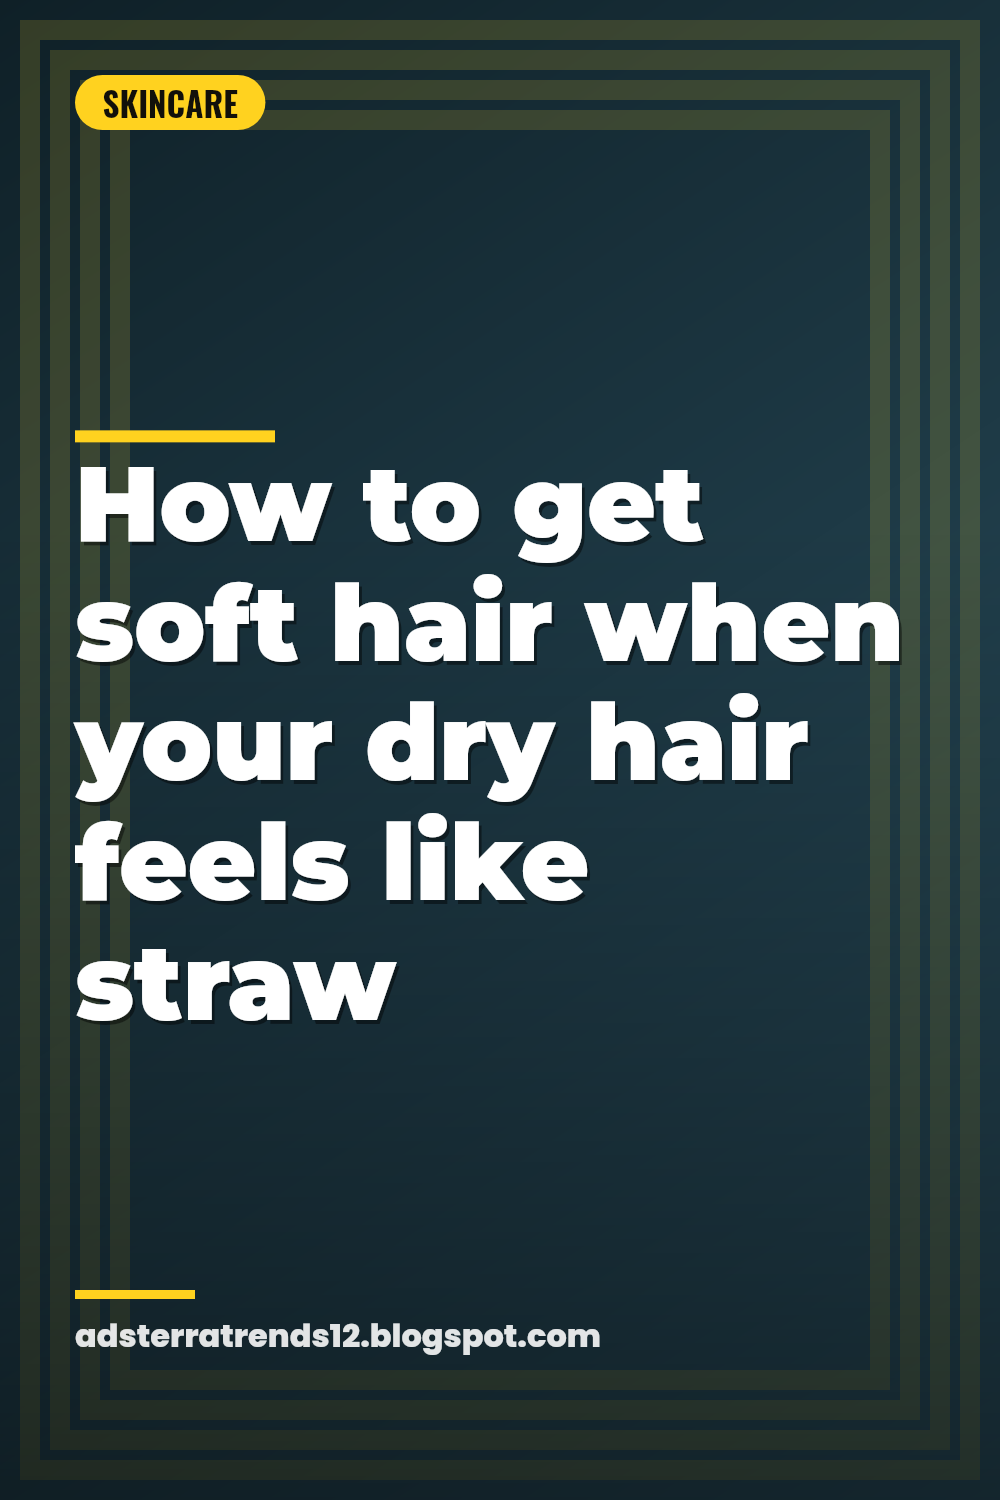 SKINCARE
How to get
soft hair when
your dry hair
feels like
straw
adsterratrends12.blogspot.com